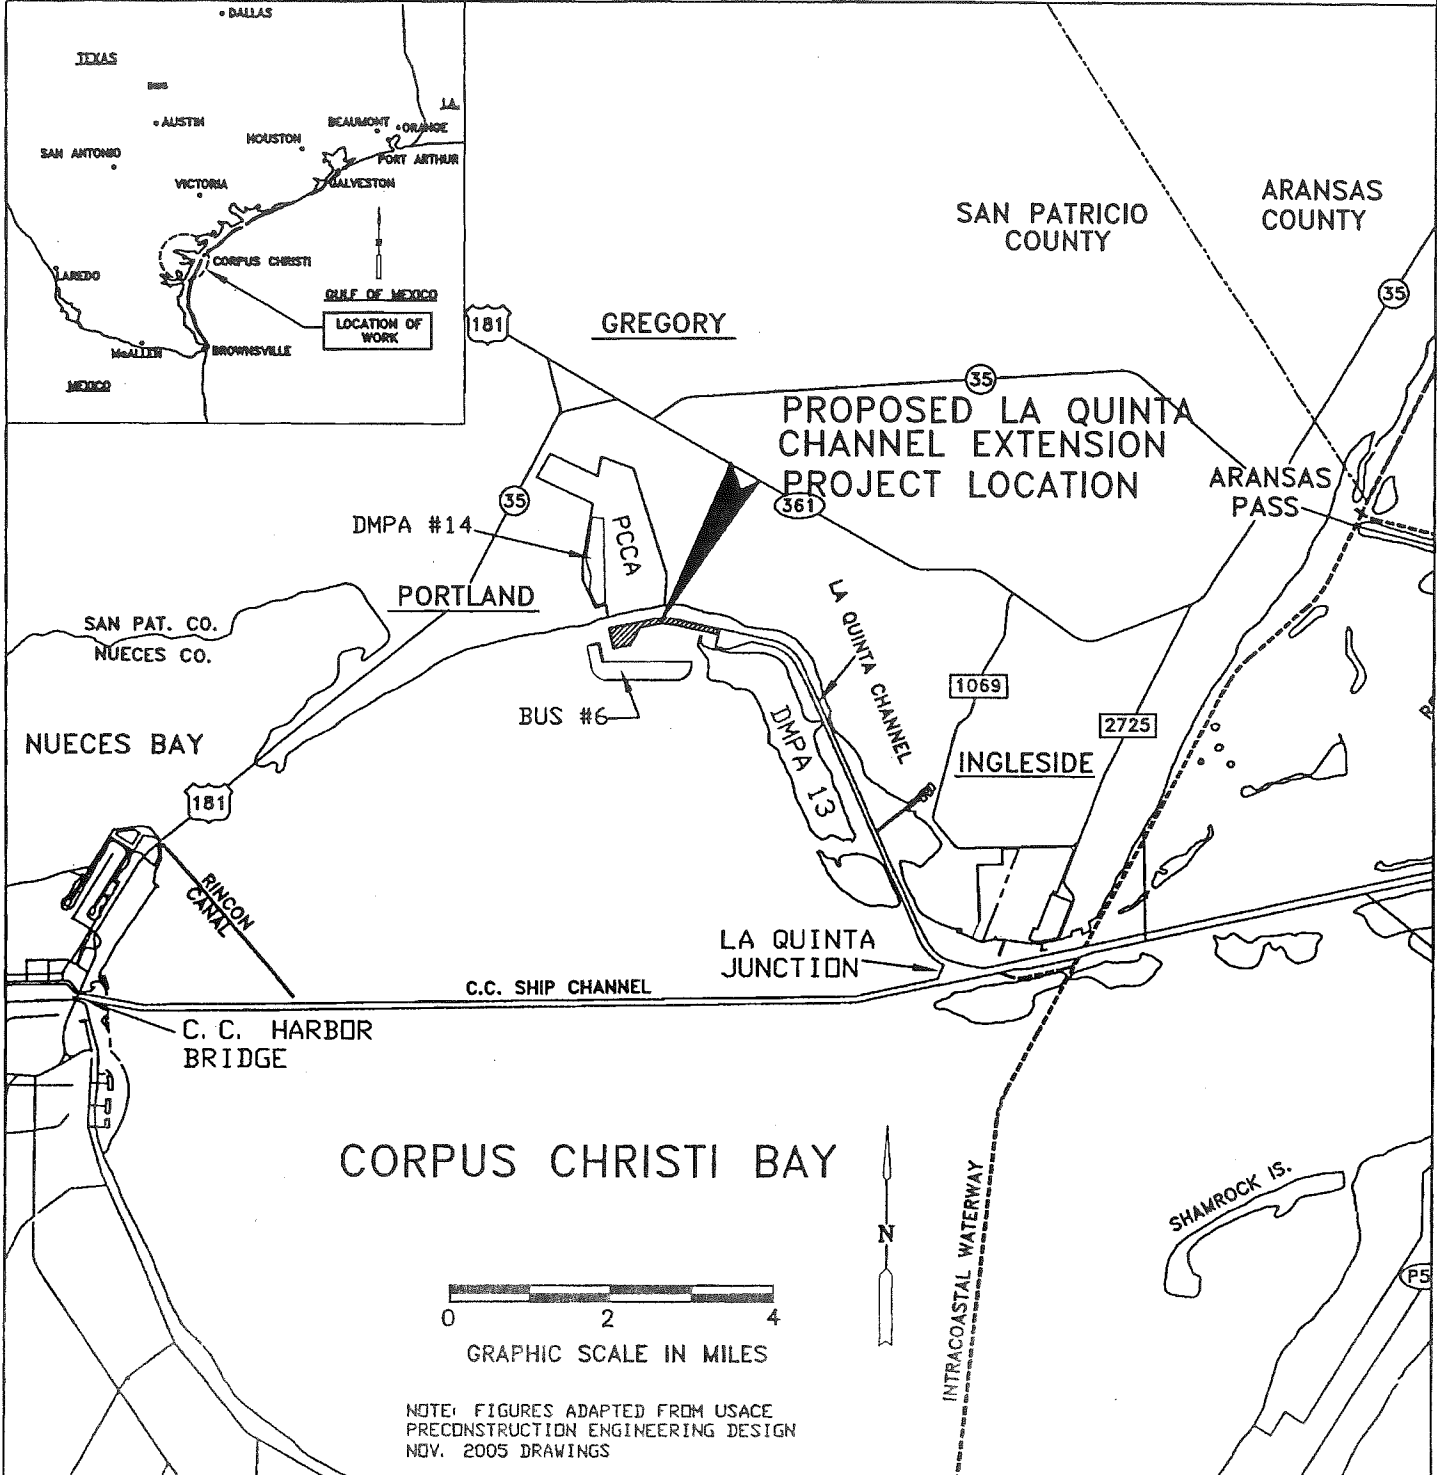 DALLAS
TEXAS
LA.
AUSTIN
BEAUMONT
ORANGE
HOUSTON
SAN ANTONIO
PORT ARTHUR
VICTORIA
GALVESTON
CORPUS CHRISTI
LAREDO
GULF OF MEXICO
LOCATION OF
WORK
McALLEN
BROWNSVILLE
MEXICO
SAN PATRICIO
COUNTY
ARANSAS
COUNTY
35
181
GREGORY
35
PROPOSED LA QUINTA
CHANNEL EXTENSION
PROJECT LOCATION
ARANSAS
PASS
361
35
DMPA #14
PCCA
PORTLAND
LA QUINTA CHANNEL
SAN PAT. CO.
NUECES CO.
1069
BUS #6
DMPA 13
2725
NUECES BAY
INGLESIDE
181
RINCON
CANAL
LA QUINTA
JUNCTION
C.C. SHIP CHANNEL
C. C. HARBOR
BRIDGE
CORPUS CHRISTI BAY
N
INTRACOASTAL WATERWAY
SHAMROCK IS.
P5
0 2 4
GRAPHIC SCALE IN MILES
NOTE: FIGURES ADAPTED FROM USACE
PRECONSTRUCTION ENGINEERING DESIGN
NOV. 2005 DRAWINGS